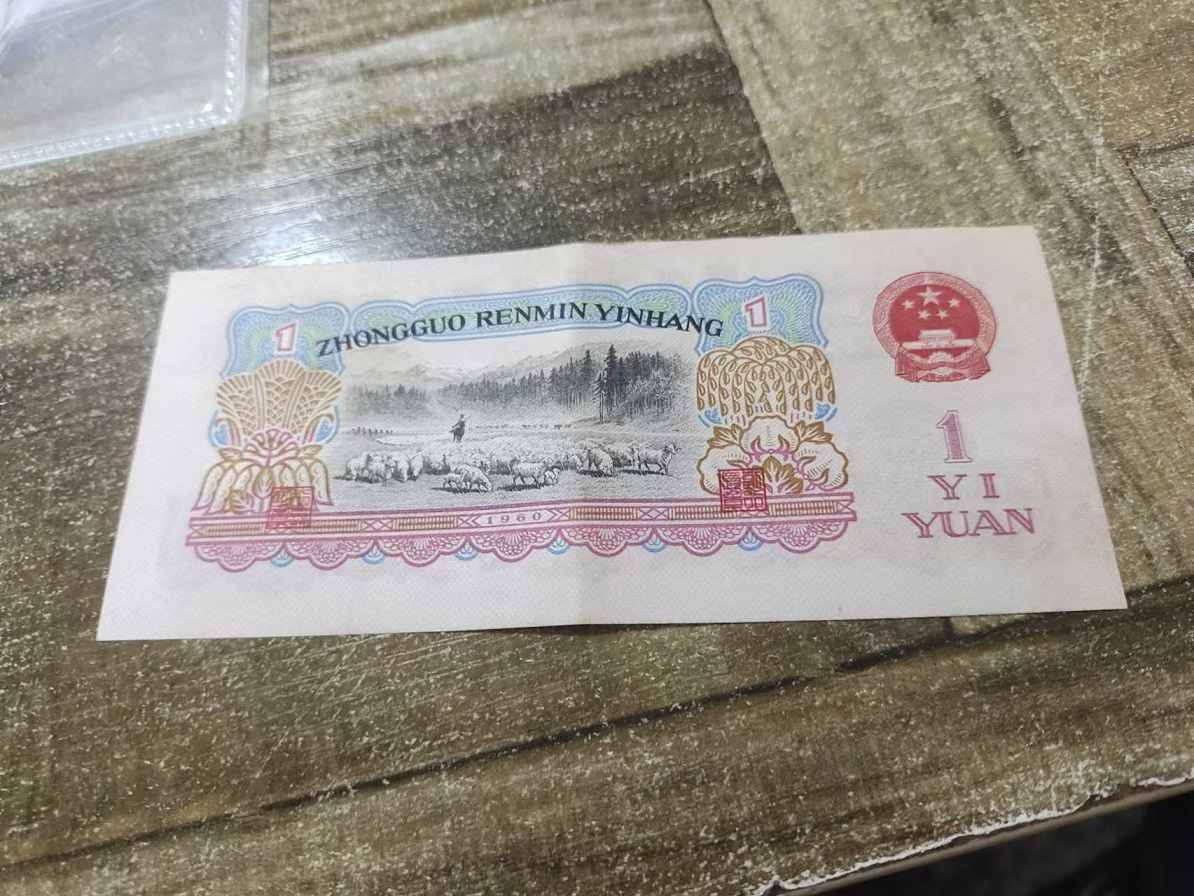 1
ZHONGGUO RENMIN YINHANG
1
1
YI
YUAN
1960